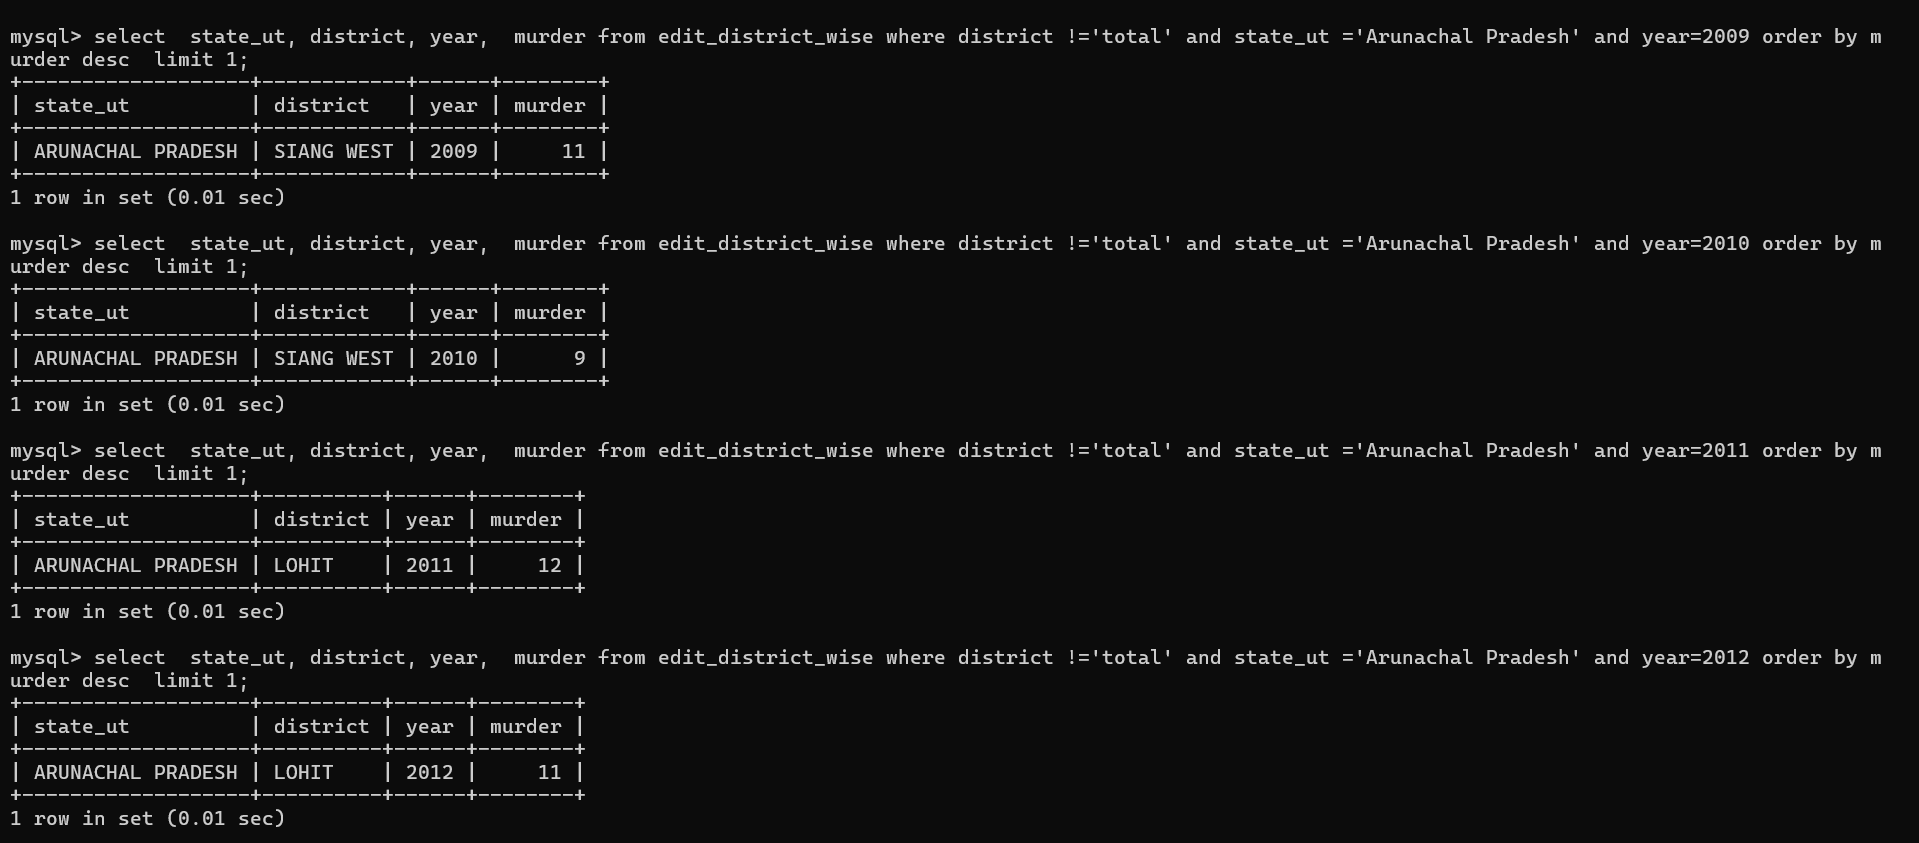 mysql> select  state_ut, district, year,  murder from edit_district_wise where district !='total' and state_ut ='Arunachal Pradesh' and year=2009 order by m
urder desc  limit 1;
+-------------------+------------+------+--------+
| state_ut          | district   | year | murder |
+-------------------+------------+------+--------+
| ARUNACHAL PRADESH | SIANG WEST | 2009 |     11 |
+-------------------+------------+------+--------+
1 row in set (0.01 sec)

mysql> select  state_ut, district, year,  murder from edit_district_wise where district !='total' and state_ut ='Arunachal Pradesh' and year=2010 order by m
urder desc  limit 1;
+-------------------+------------+------+--------+
| state_ut          | district   | year | murder |
+-------------------+------------+------+--------+
| ARUNACHAL PRADESH | SIANG WEST | 2010 |      9 |
+-------------------+------------+------+--------+
1 row in set (0.01 sec)

mysql> select  state_ut, district, year,  murder from edit_district_wise where district !='total' and state_ut ='Arunachal Pradesh' and year=2011 order by m
urder desc  limit 1;
+-------------------+----------+------+--------+
| state_ut          | district | year | murder |
+-------------------+----------+------+--------+
| ARUNACHAL PRADESH | LOHIT    | 2011 |     12 |
+-------------------+----------+------+--------+
1 row in set (0.01 sec)

mysql> select  state_ut, district, year,  murder from edit_district_wise where district !='total' and state_ut ='Arunachal Pradesh' and year=2012 order by m
urder desc  limit 1;
+-------------------+----------+------+--------+
| state_ut          | district | year | murder |
+-------------------+----------+------+--------+
| ARUNACHAL PRADESH | LOHIT    | 2012 |     11 |
+-------------------+----------+------+--------+
1 row in set (0.01 sec)